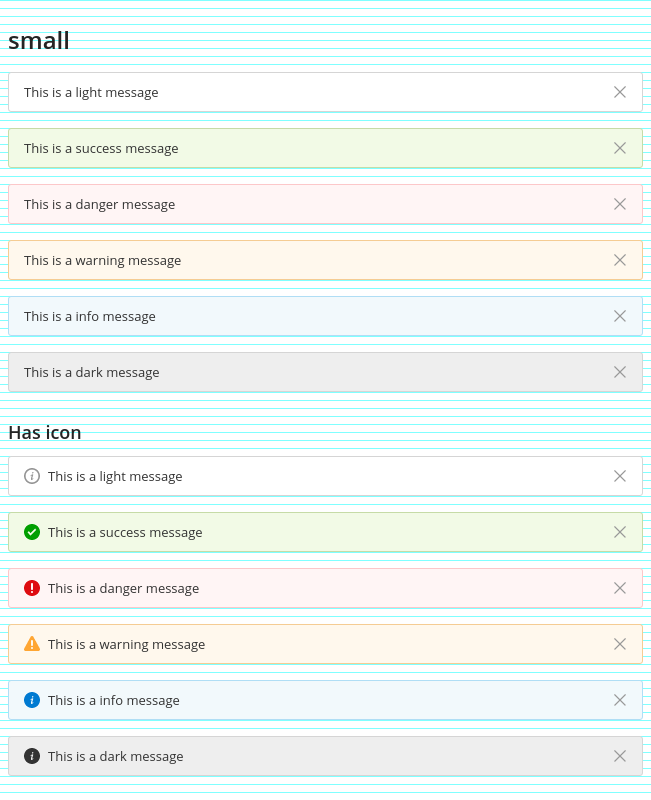 small
This is a light message
This is a success message
This is a danger message
This is a warning message
This is a info message
This is a dark message
Has icon
This is a light message
This is a success message
This is a danger message
This is a warning message
This is a info message
This is a dark message